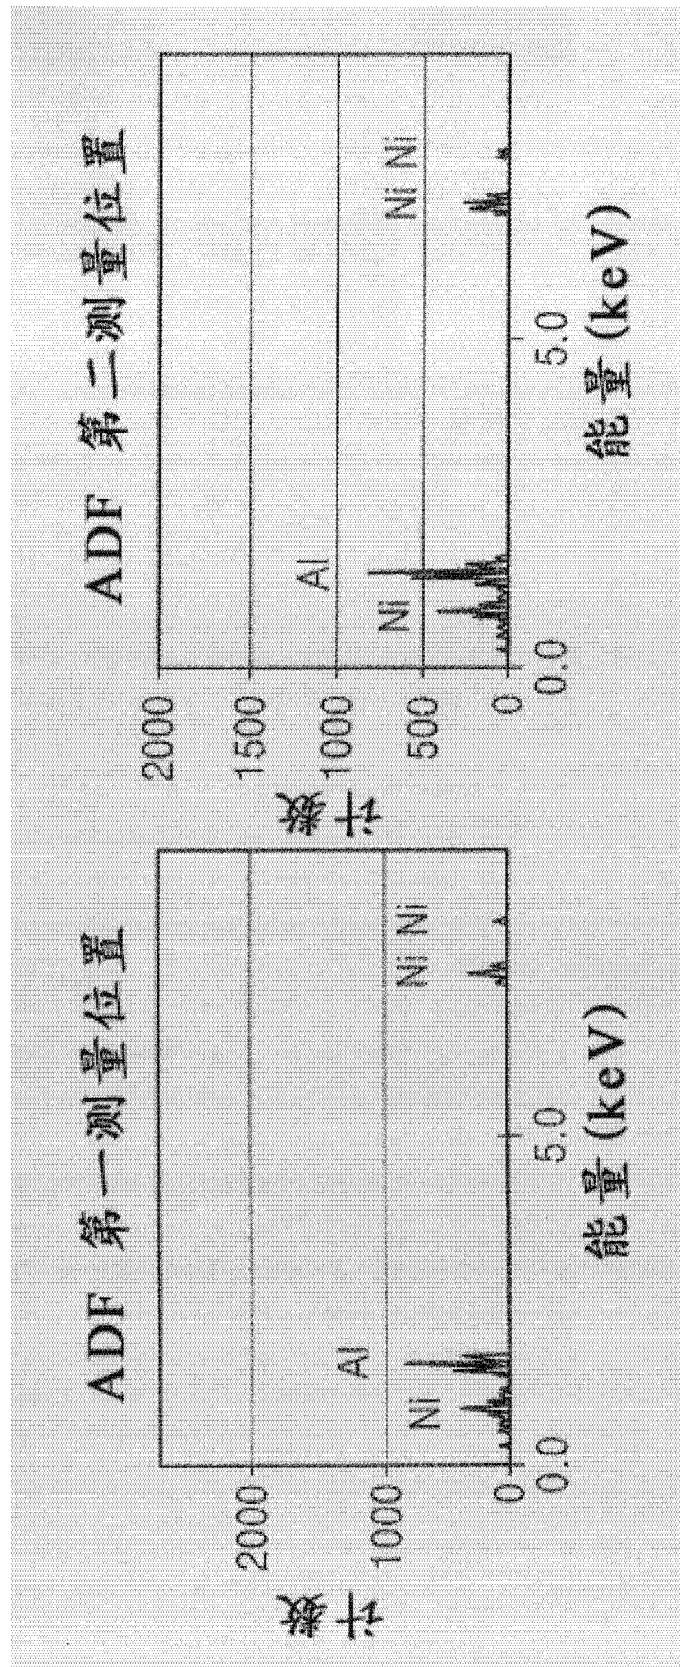 ADF 第一测量位置
计数
2000
1000
0
Ni
Al
Ni Ni
0.0
5.0
能量(keV)
ADF 第二测量位置
计数
2000
1500
1000
500
0
Ni
Al
Ni Ni
0.0
5.0
能量(keV)